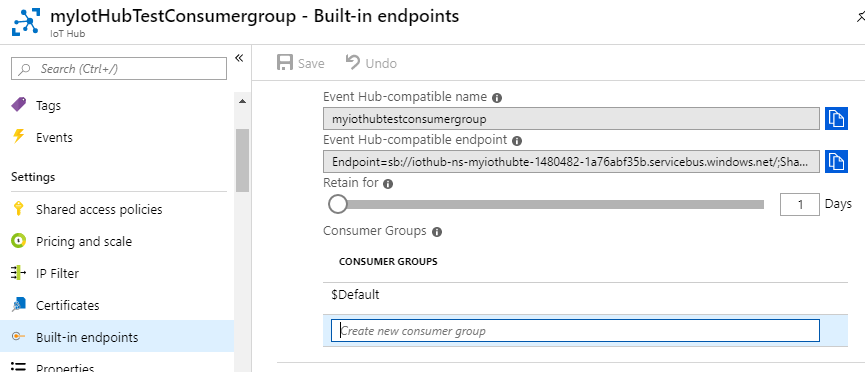 myIotHubTestConsumergroup - Built-in endpoints
IoT Hub
Search (Ctrl+/)
«
Tags
Events
Settings
Shared access policies
Pricing and scale
IP Filter
Certificates
Built-in endpoints
Properties
Save
Undo
Event Hub-compatible name
myiothubtestconsumergroup
Event Hub-compatible endpoint
Endpoint=sb://iothub-ns-myiothubte-1480482-1a76abf35b.servicebus.windows.net/;Sha...
Retain for
1 Days
Consumer Groups
CONSUMER GROUPS
$Default
Create new consumer group